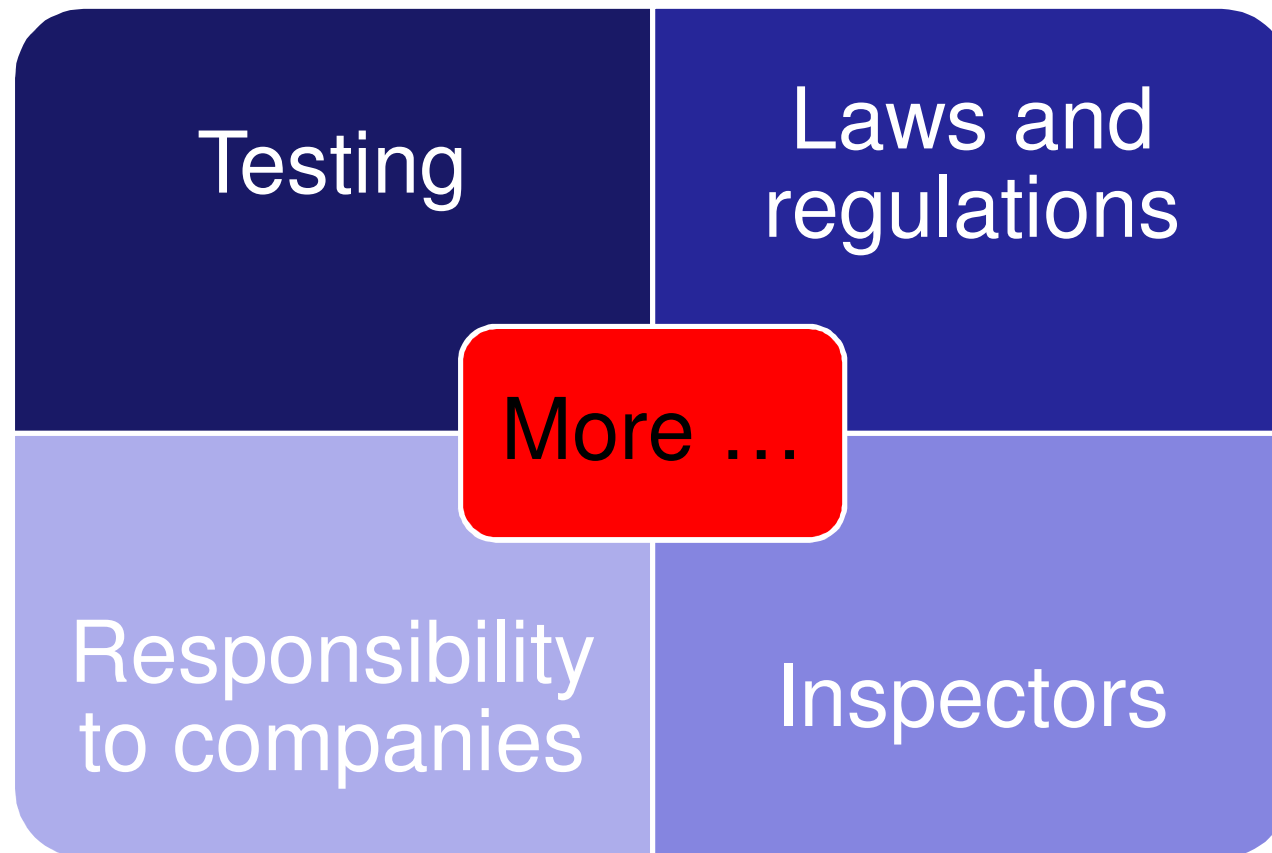 Testing
Laws and
regulations
More …
Responsibility
to companies
Inspectors